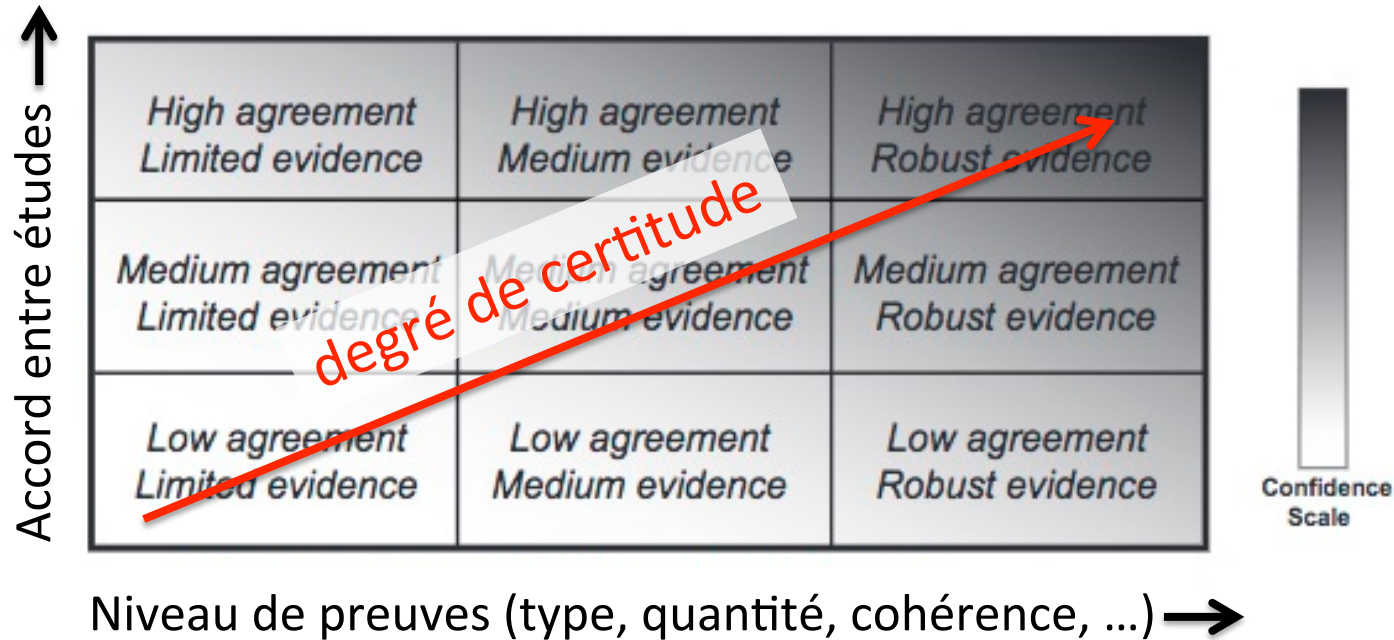 Accord entre études
High agreement
Limited evidence
High agreement
Medium evidence
High agreement
Robust evidence
Medium agreement
Limited evidence
Medium agreement
Medium evidence
Medium agreement
Robust evidence
degré de certitude
Low agreement
Limited evidence
Low agreement
Medium evidence
Low agreement
Robust evidence
Confidence
Scale
Niveau de preuves (type, quantité, cohérence, ...)